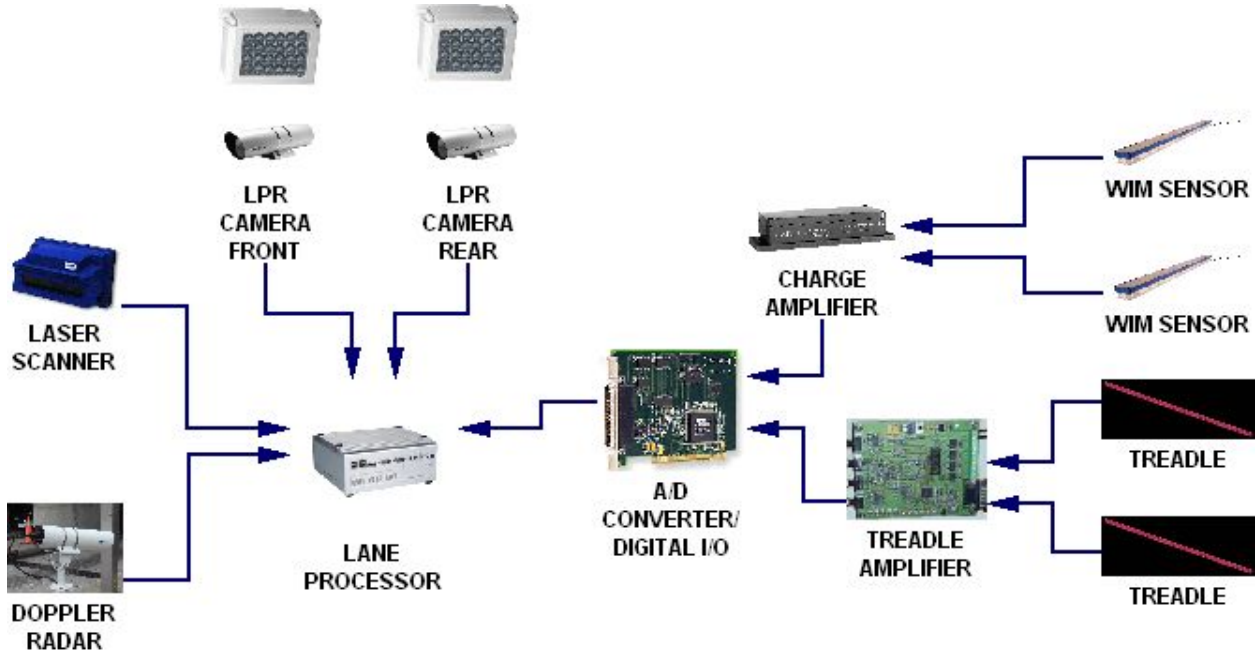 LPR
CAMERA
FRONT
LPR
CAMERA
REAR
WIM SENSOR
CHARGE
AMPLIFIER
WIM SENSOR
LASER
SCANNER
TREADLE
A/D
CONVERTER/
DIGITAL I/O
TREADLE
AMPLIFIER
LANE
PROCESSOR
TREADLE
DOPPLER
RADAR